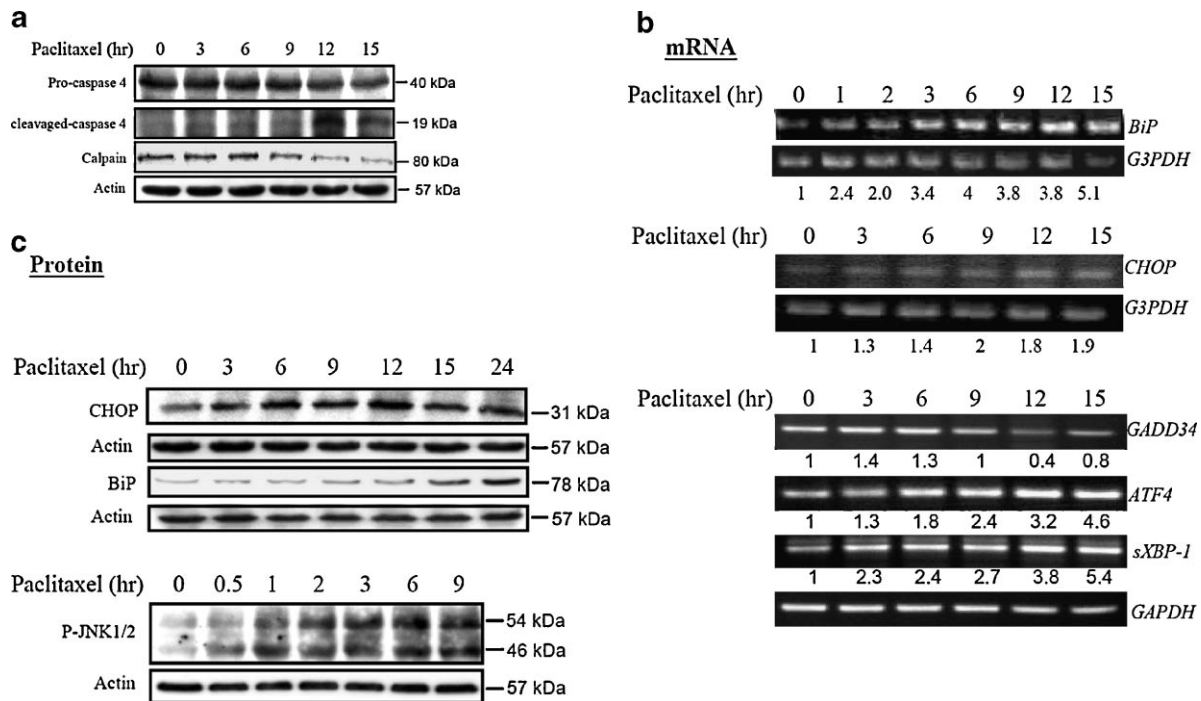 a
Paclitaxel (hr) 0 3 6 9 12 15
Pro-caspase 4 40 kDa
cleavaged-caspase 4 19 kDa
Calpain 80 kDa
Actin 57 kDa
b
mRNA
Paclitaxel (hr) 0 1 2 3 6 9 12 15
BiP
G3PDH
1 2.4 2.0 3.4 4 3.8 3.8 5.1
Paclitaxel (hr) 0 3 6 9 12 15
CHOP
G3PDH
1 1.3 1.4 2 1.8 1.9
Paclitaxel (hr) 0 3 6 9 12 15
GADD34
1 1.4 1.3 1 0.4 0.8
ATF4
1 1.3 1.8 2.4 3.2 4.6
sXBP-1
1 2.3 2.4 2.7 3.8 5.4
GAPDH
c
Protein
Paclitaxel (hr) 0 3 6 9 12 15 24
CHOP 31 kDa
Actin 57 kDa
BiP 78 kDa
Actin 57 kDa
Paclitaxel (hr) 0 0.5 1 2 3 6 9
P-JNK1/2 54 kDa
46 kDa
Actin 57 kDa